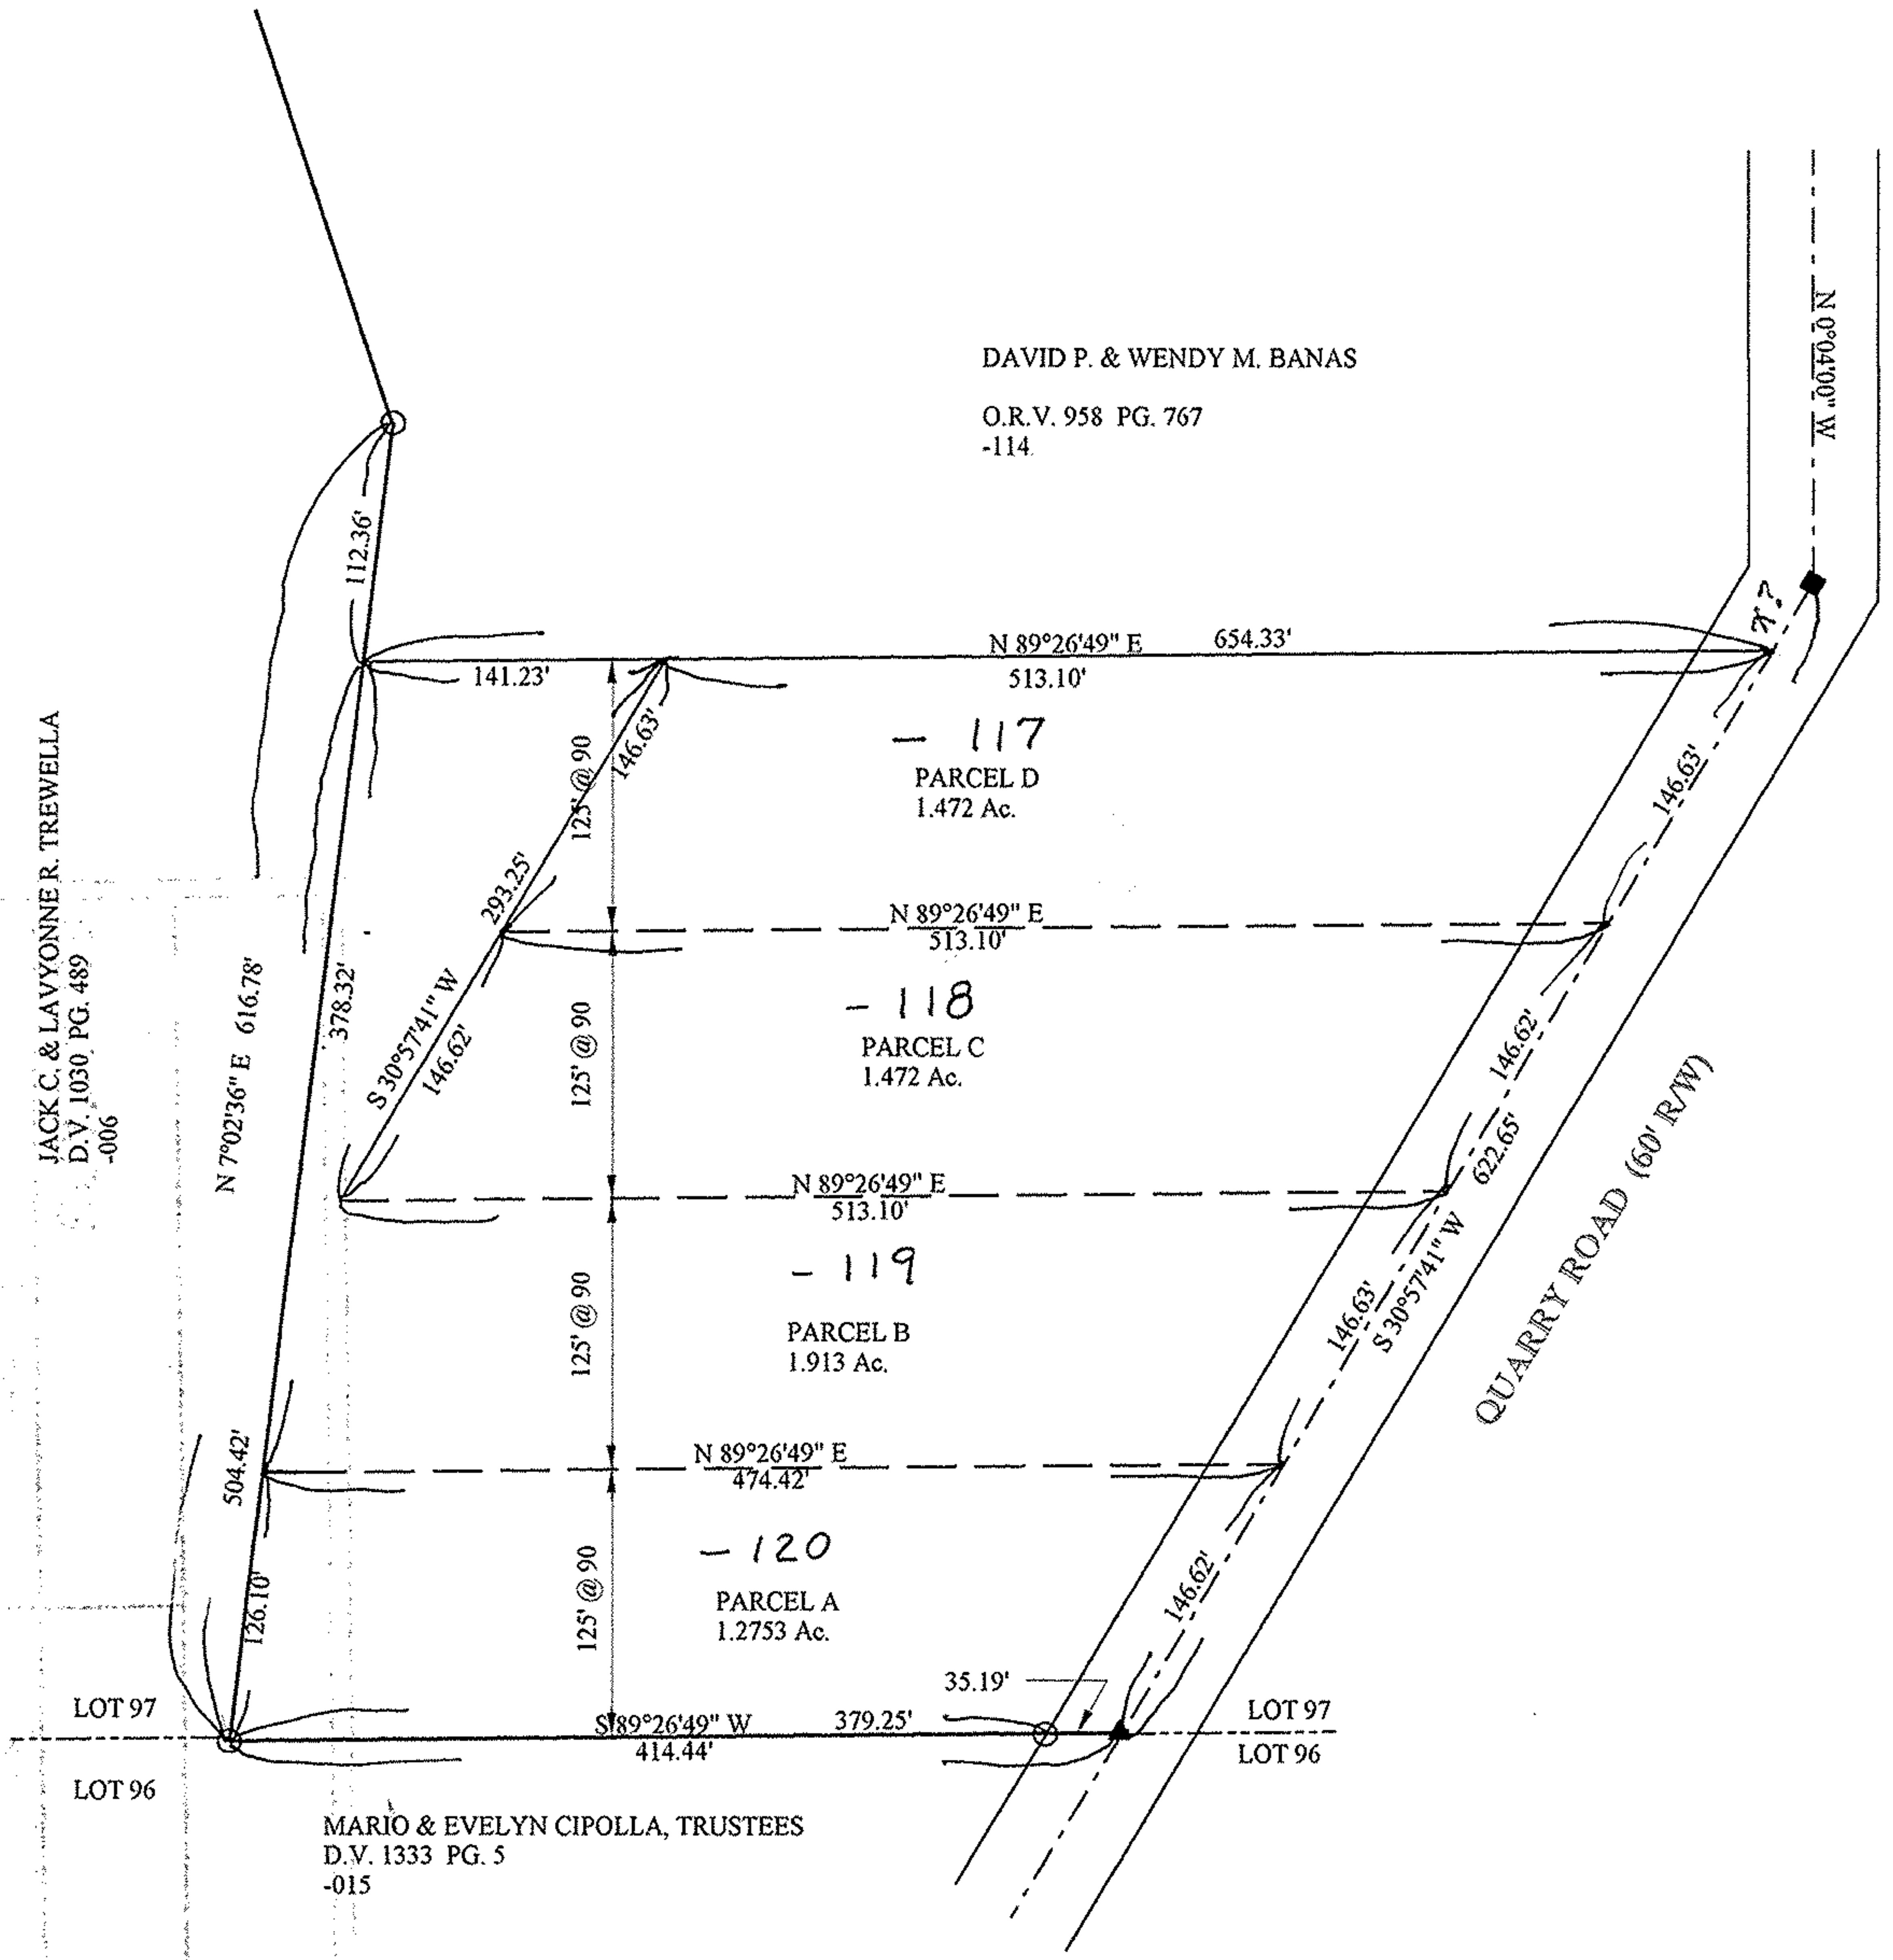 DAVID P. & WENDY M. BANAS
O.R.V. 958 PG. 767
-114
N 0°04'00" W
112.36'
N 89°26'49" E 654.33'
141.23'
513.10'
146.63'
125' @ 90
- 117
PARCEL D
1.472 Ac.
146.63'
JACK C. & LAVYONNE R. TREWELLA
D.V. 1030 PG. 489
-006
N 7°02'36" E 616.78'
378.32'
293.25'
N 89°26'49" E
513.10'
S 30°57'41" W
146.62'
125' @ 90
- 118
PARCEL C
1.472 Ac.
146.62'
622.65'
QUARRY ROAD (60' R/W)
N 89°26'49" E
513.10'
125' @ 90
- 119
PARCEL B
1.913 Ac.
146.63'
S 30°57'41" W
504.42'
N 89°26'49" E
474.42'
126.10'
125' @ 90
- 120
PARCEL A
1.2753 Ac.
146.62'
35.19'
LOT 97
LOT 96
S 89°26'49" W 379.25'
414.44'
LOT 97
LOT 96
MARIO & EVELYN CIPOLLA, TRUSTEES
D.V. 1333 PG. 5
-015